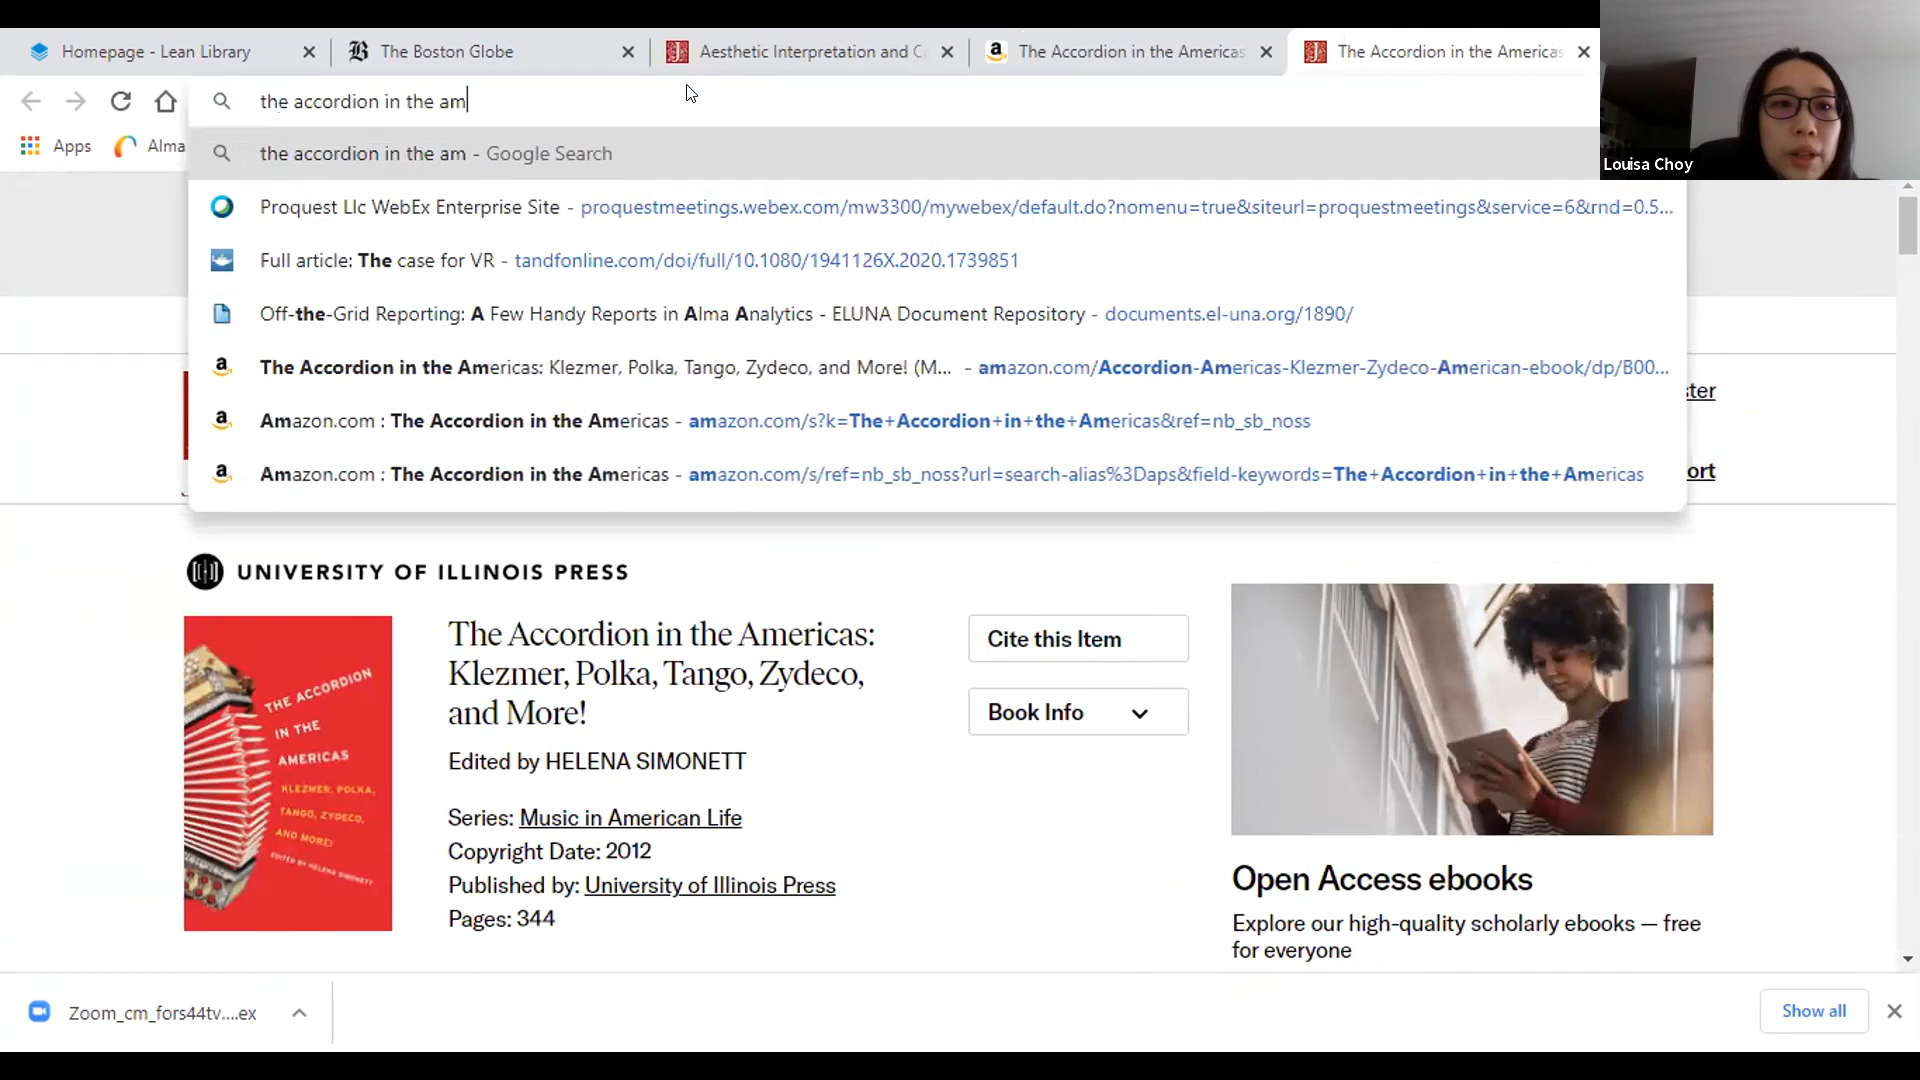 Homepage - Lean Library
The Boston Globe
Aesthetic Interpretation and C
The Accordion in the Americas
The Accordion in the Americas
the accordion in the am
Apps
Alma
the accordion in the am - Google Search
Proquest Llc WebEx Enterprise Site - proquestmeetings.webex.com/mw3300/mywebex/default.do?nomenu=true&siteurl=proquestmeetings&service=6&rnd=0.5...
Full article: The case for VR - tandfonline.com/doi/full/10.1080/1941126X.2020.1739851
Off-the-Grid Reporting: A Few Handy Reports in Alma Analytics - ELUNA Document Repository - documents.el-una.org/1890/
The Accordion in the Americas: Klezmer, Polka, Tango, Zydeco, and More! (M... - amazon.com/Accordion-Americas-Klezmer-Zydeco-American-ebook/dp/B00...
Amazon.com : The Accordion in the Americas - amazon.com/s?k=The+Accordion+in+the+Americas&ref=nb_sb_noss
Amazon.com : The Accordion in the Americas - amazon.com/s/ref=nb_sb_noss?url=search-alias%3Daps&field-keywords=The+Accordion+in+the+Americas
Louisa Choy
ster
ort
UNIVERSITY OF ILLINOIS PRESS
THE ACCORDION
IN THE
AMERICAS
KLEZMER, POLKA,
TANGO, ZYDECO,
AND MORE!
EDITED BY HELENA SIMONETT
The Accordion in the Americas:
Klezmer, Polka, Tango, Zydeco,
and More!
Edited by HELENA SIMONETT
Series: Music in American Life
Copyright Date: 2012
Published by: University of Illinois Press
Pages: 344
Cite this Item
Book Info
Open Access ebooks
Explore our high-quality scholarly ebooks — free
for everyone
Zoom_cm_fors44tv....ex
Show all